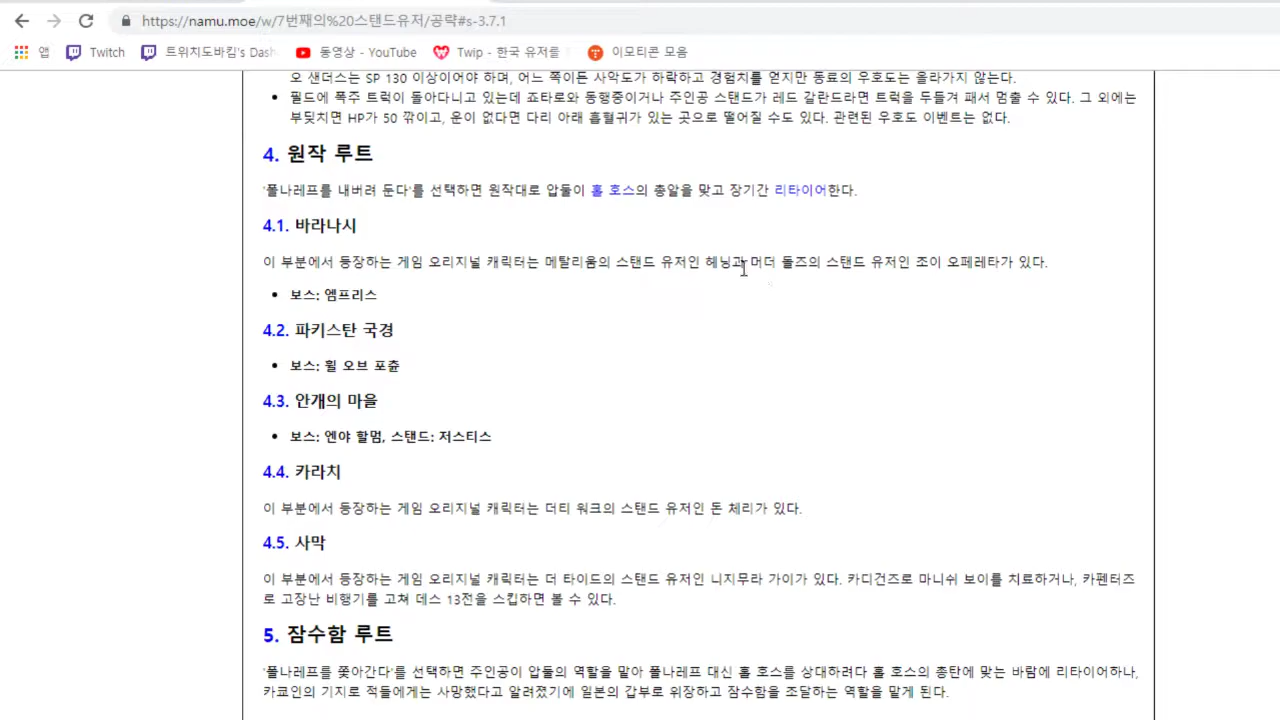 https://namu.moe/w/7번째의%20스탠드유저/공략#s-3.7.1
앱 Twitch 트위치도바킴's Dash 동영상 - YouTube Twip - 한국 유저를 이모티콘 모음
오 샌더스는 SP 130 이상이어야 하며, 어느 쪽이든 사악도가 하락하고 경험치를 얻지만 동료의 우호도는 올라가지 않는다.
• 필드에 폭주 트럭이 돌아다니고 있는데 죠타로와 동행중이거나 주인공 스탠드가 레드 갈란드라면 트럭을 두들겨 패서 멈출 수 있다. 그 외에는
부딪치면 HP가 50 깎이고, 운이 없다면 다리 아래 흡혈귀가 있는 곳으로 떨어질 수도 있다. 관련된 우호도 이벤트는 없다.
4. 원작 루트
'폴나레프를 내버려 둔다'를 선택하면 원작대로 압둘이 홀 호스의 총알을 맞고 장기간 리타이어한다.
4.1. 바라나시
이 부분에서 등장하는 게임 오리지널 캐릭터는 메탈리움의 스탠드 유저인 헤닝과 머더 돌즈의 스탠드 유저인 조이 오페레타가 있다.
• 보스: 엠프리스
4.2. 파키스탄 국경
• 보스: 휠 오브 포츈
4.3. 안개의 마을
• 보스: 엔야 할멈, 스탠드: 저스티스
4.4. 카라치
이 부분에서 등장하는 게임 오리지널 캐릭터는 더티 워크의 스탠드 유저인 돈 체리가 있다.
4.5. 사막
이 부분에서 등장하는 게임 오리지널 캐릭터는 더 타이드의 스탠드 유저인 니지무라 가이가 있다. 카디건즈로 마니쉬 보이를 치료하거나, 카펜터즈
로 고장난 비행기를 고쳐 데스 13전을 스킵하면 볼 수 있다.
5. 잠수함 루트
'폴나레프를 쫓아간다'를 선택하면 주인공이 압둘의 역할을 맡아 폴나레프 대신 홀 호스를 상대하려다 홀 호스의 총탄에 맞는 바람에 리타이어하나,
카쿄인의 기지로 적들에게는 사망했다고 알려졌기에 일본의 갑부로 위장하고 잠수함을 조달하는 역할을 맡게 된다.